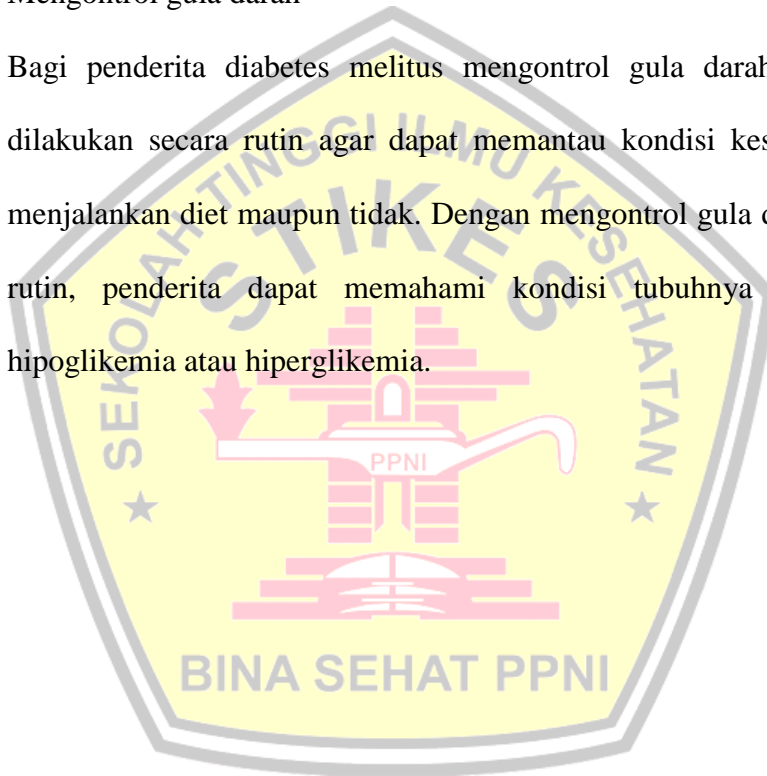 Mengontrol gula darah
Bagi penderita diabetes melitus mengontrol gula darah
dilakukan secara rutin agar dapat memantau kondisi kes
menjalankan diet maupun tidak. Dengan mengontrol gula d
rutin, penderita dapat memahami kondisi tubuhnya
hipoglikemia atau hiperglikemia.
SEKOLAH TINGGI ILMU KESEHATAN
STIKES
PPNI
BINA SEHAT PPNI